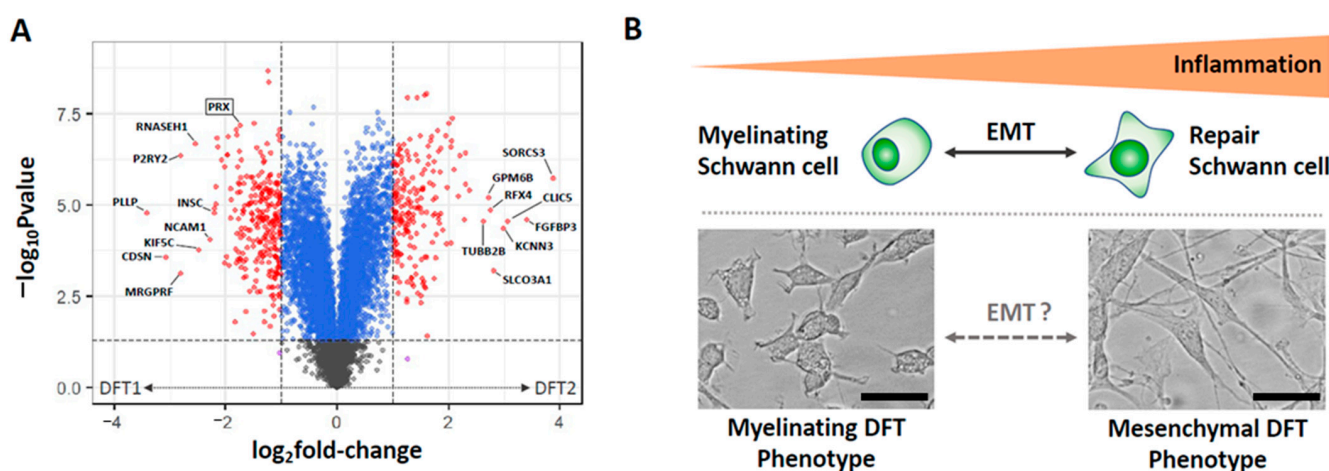 A
−log₁₀Pvalue
7.5
5.0
2.5
0.0
PRX
RNASEH1
P2RY2
PLLP
INSC
NCAM1
KIF5C
CDSN
MRGPRF
SORCS3
GPM6B
RFX4
CLIC5
FGFBP3
TUBB2B
KCNN3
SLCO3A1
DFT1
DFT2
−4
−2
0
2
4
log₂fold-change
B
Inflammation
Myelinating
Schwann cell
EMT
Repair
Schwann cell
EMT ?
Myelinating DFT
Phenotype
Mesenchymal DFT
Phenotype